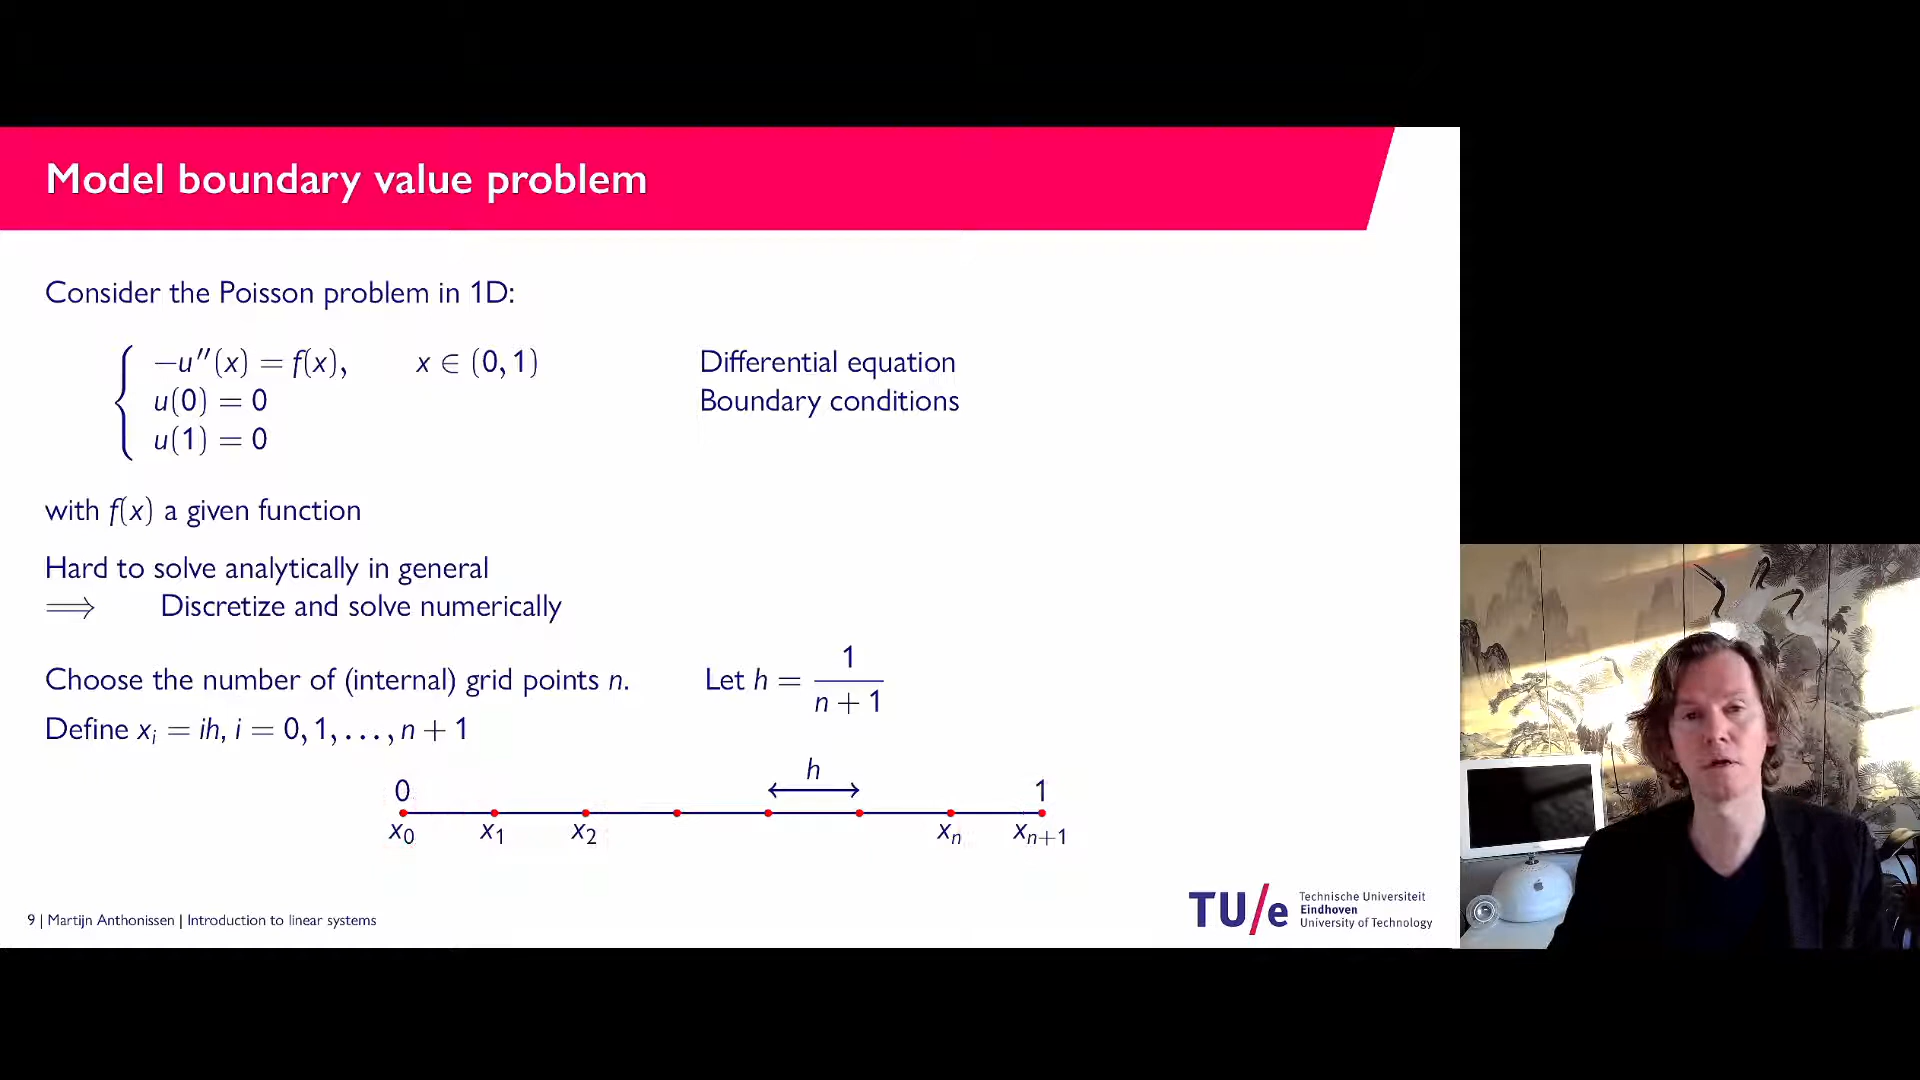 Model boundary value problem
Consider the Poisson problem in 1D:
−u″(x) = f(x), x ∈ (0, 1) Differential equation
u(0) = 0 Boundary conditions
u(1) = 0
with f(x) a given function
Hard to solve analytically in general
⟹ Discretize and solve numerically
Choose the number of (internal) grid points n. Let h = 1/(n + 1)
Define xᵢ = ih, i = 0, 1, . . . , n + 1
h
0 1
x₀ x₁ x₂ xₙ xₙ₊₁
9 | Martijn Anthonissen | Introduction to linear systems
TU/e Technische Universiteit
Eindhoven
University of Technology